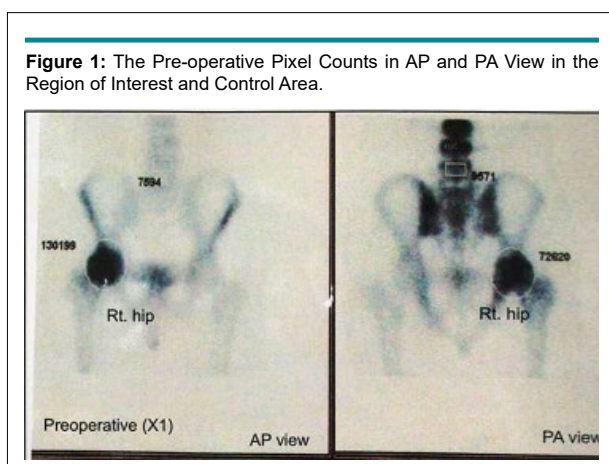 Figure 1: The Pre-operative Pixel Counts in AP and PA View in the
Region of Interest and Control Area.
7594
130199
Rt. hip
Preoperative (X1)
AP view
9571
72620
Rt. hip
PA view